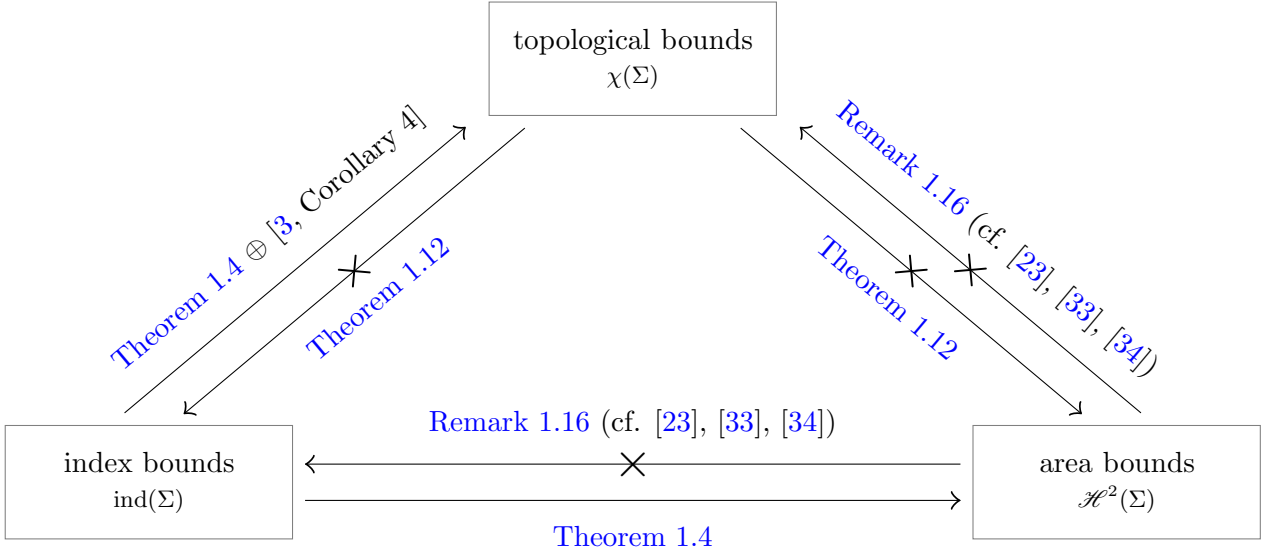 topological bounds
χ(Σ)
Theorem 1.4 ⊕ [3, Corollary 4]
Theorem 1.12
Theorem 1.12
Remark 1.16 (cf. [23], [33], [34])
Remark 1.16 (cf. [23], [33], [34])
index bounds
ind(Σ)
area bounds
ℋ²(Σ)
Theorem 1.4